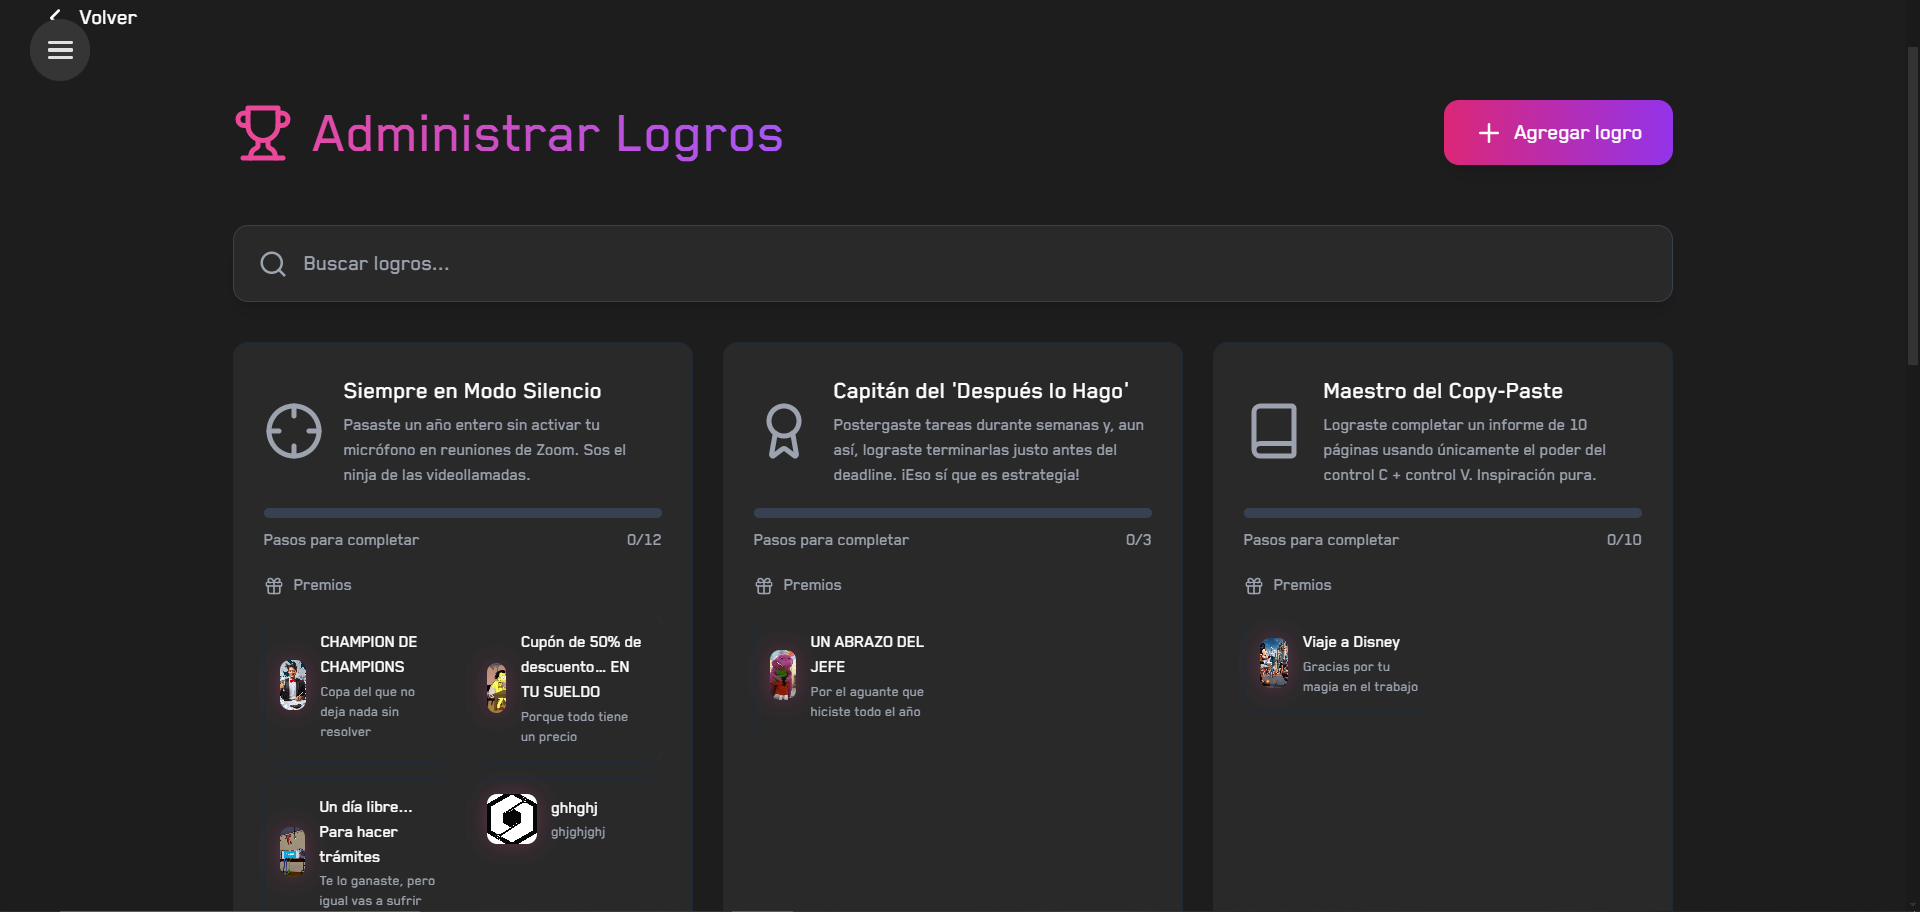 Volver
Administrar Logros
Agregar logro
Buscar logros...
Siempre en Modo Silencio
Pasaste un año entero sin activar tu
micrófono en reuniones de Zoom. Sos el
ninja de las videollamadas.
Pasos para completar 0/12
Premios
CHAMPION DE
CHAMPIONS
Copa del que no
deja nada sin
resolver
Cupón de 50% de
descuento... EN
TU SUELDO
Porque todo tiene
un precio
Un día libre...
Para hacer
trámites
Te lo ganaste, pero
igual vas a sufrir
ghhghj
ghjghjghj
Capitán del 'Después lo Hago'
Postergaste tareas durante semanas y, aun
así, lograste terminarlas justo antes del
deadline. ¡Eso sí que es estrategia!
Pasos para completar 0/3
Premios
UN ABRAZO DEL
JEFE
Por el aguante que
hiciste todo el año
Maestro del Copy-Paste
Lograste completar un informe de 10
páginas usando únicamente el poder del
control C + control V. Inspiración pura.
Pasos para completar 0/10
Premios
Viaje a Disney
Gracias por tu
magia en el trabajo